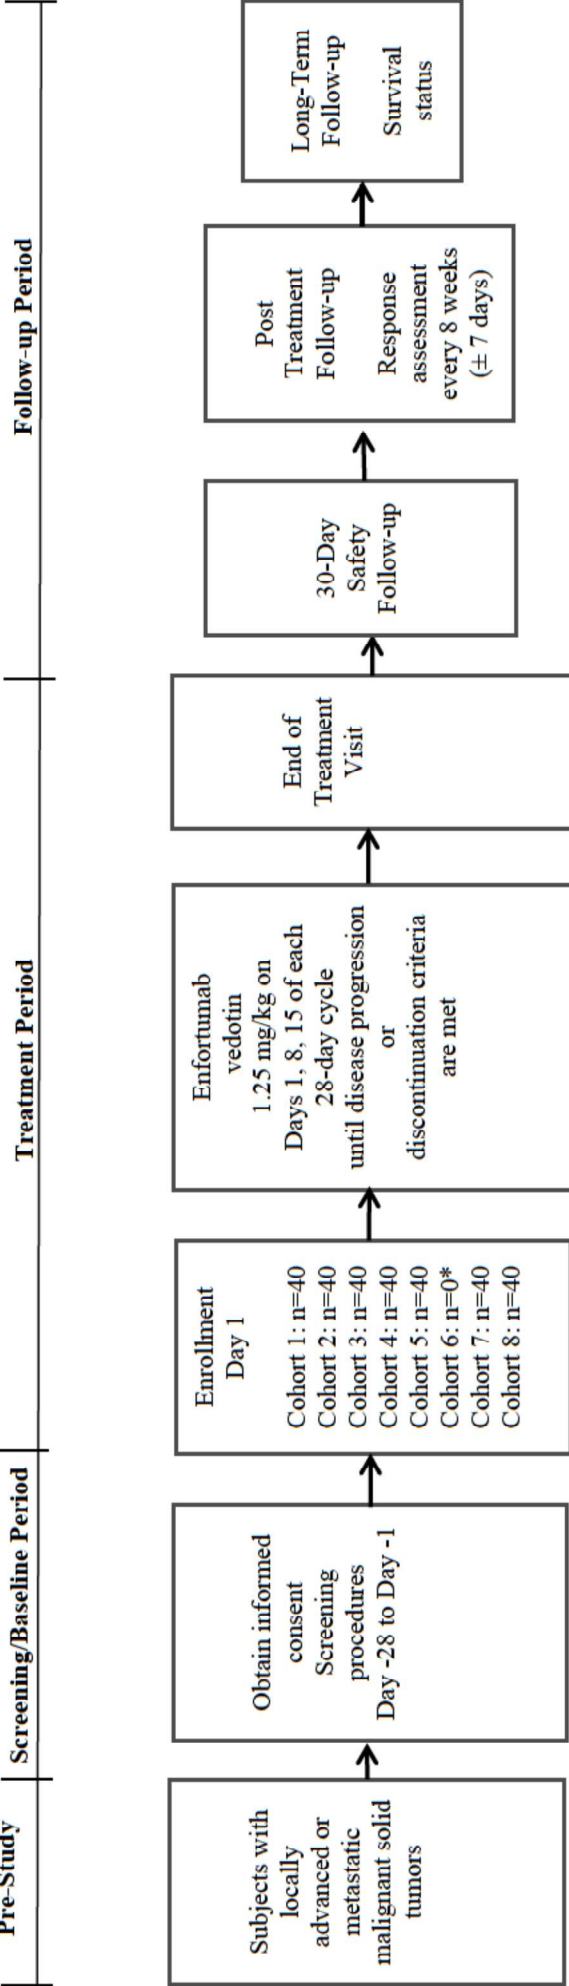 Pre-Study
Screening/Baseline Period
Treatment Period
Follow-up Period
Subjects with
locally
advanced or
metastatic
malignant solid
tumors
Obtain informed
consent
Screening
procedures
Day -28 to Day -1
Enrollment
Day 1
Cohort 1: n=40
Cohort 2: n=40
Cohort 3: n=40
Cohort 4: n=40
Cohort 5: n=40
Cohort 6: n=0*
Cohort 7: n=40
Cohort 8: n=40
Enfortumab
vedotin
1.25 mg/kg on
Days 1, 8, 15 of each
28-day cycle
until disease progression
or
discontinuation criteria
are met
End of
Treatment
Visit
30-Day
Safety
Follow-up
Post
Treatment
Follow-up
Response
assessment
every 8 weeks
(± 7 days)
Long-Term
Follow-up
Survival
status